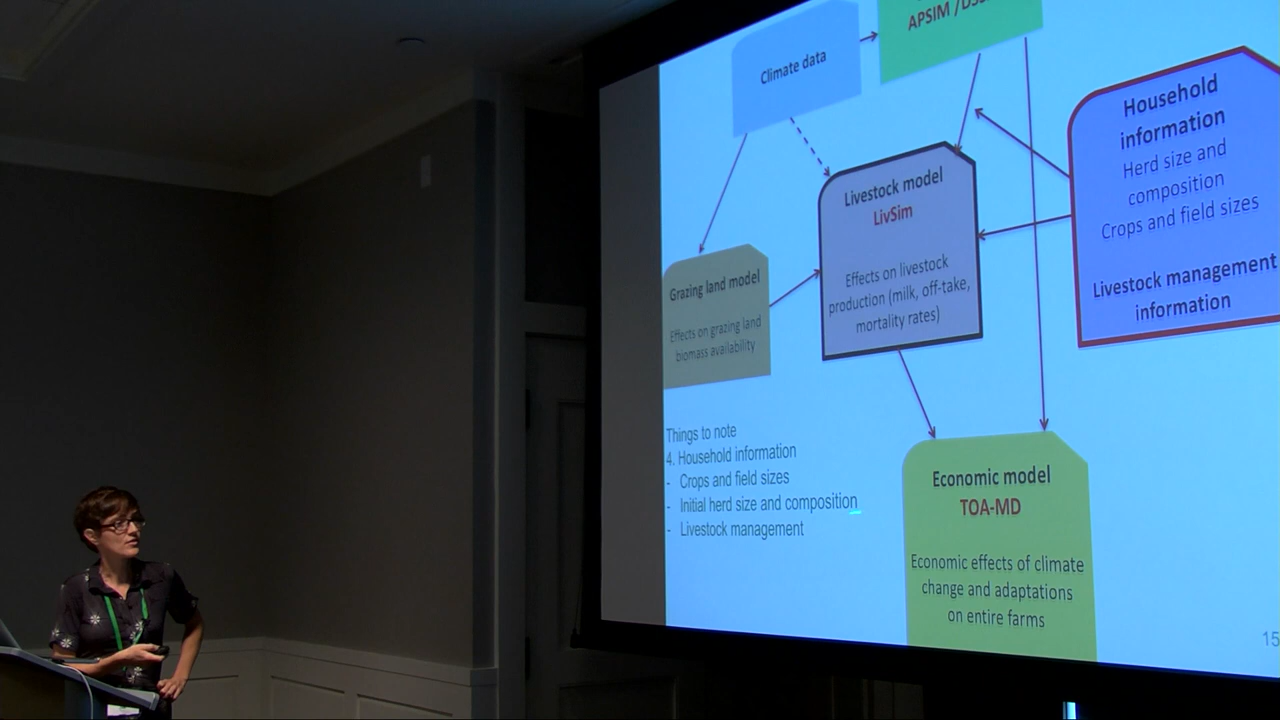 APSIM /DSS
Climate data
Household
information
Herd size and
composition
Crops and field sizes
Livestock management
information
Livestock model
LivSim
Effects on livestock
production (milk, off-take,
mortality rates)
Grazing land model
Effects on grazing land
biomass availability
Things to note
4. Household information
- Crops and field sizes
- Initial herd size and composition
- Livestock management
Economic model
TOA-MD
Economic effects of climate
change and adaptations
on entire farms
15